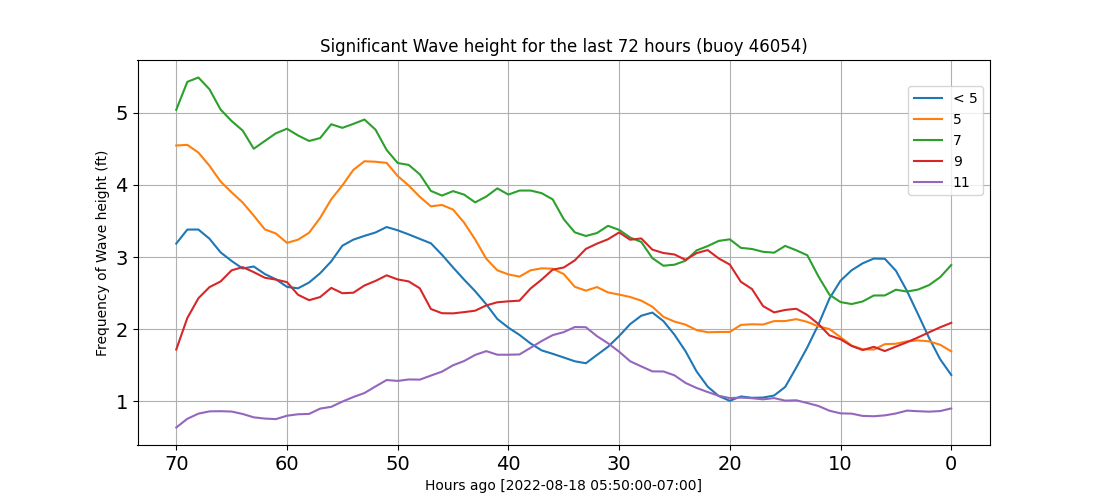 Significant Wave height for the last 72 hours (buoy 46054)
Frequency of Wave height (ft)
5
4
3
2
1
< 5
5
7
9
11
70 60 50 40 30 20 10 0
Hours ago [2022-08-18 05:50:00-07:00]